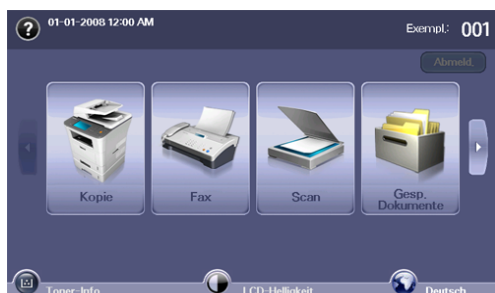 ?
01-01-2008 12:00 AM
Exempl.: 001
Abmeld.
Kopie
Fax
Scan
Gesp.
Dokumente
Toner-Info
LCD-Helligkeit
Deutsch